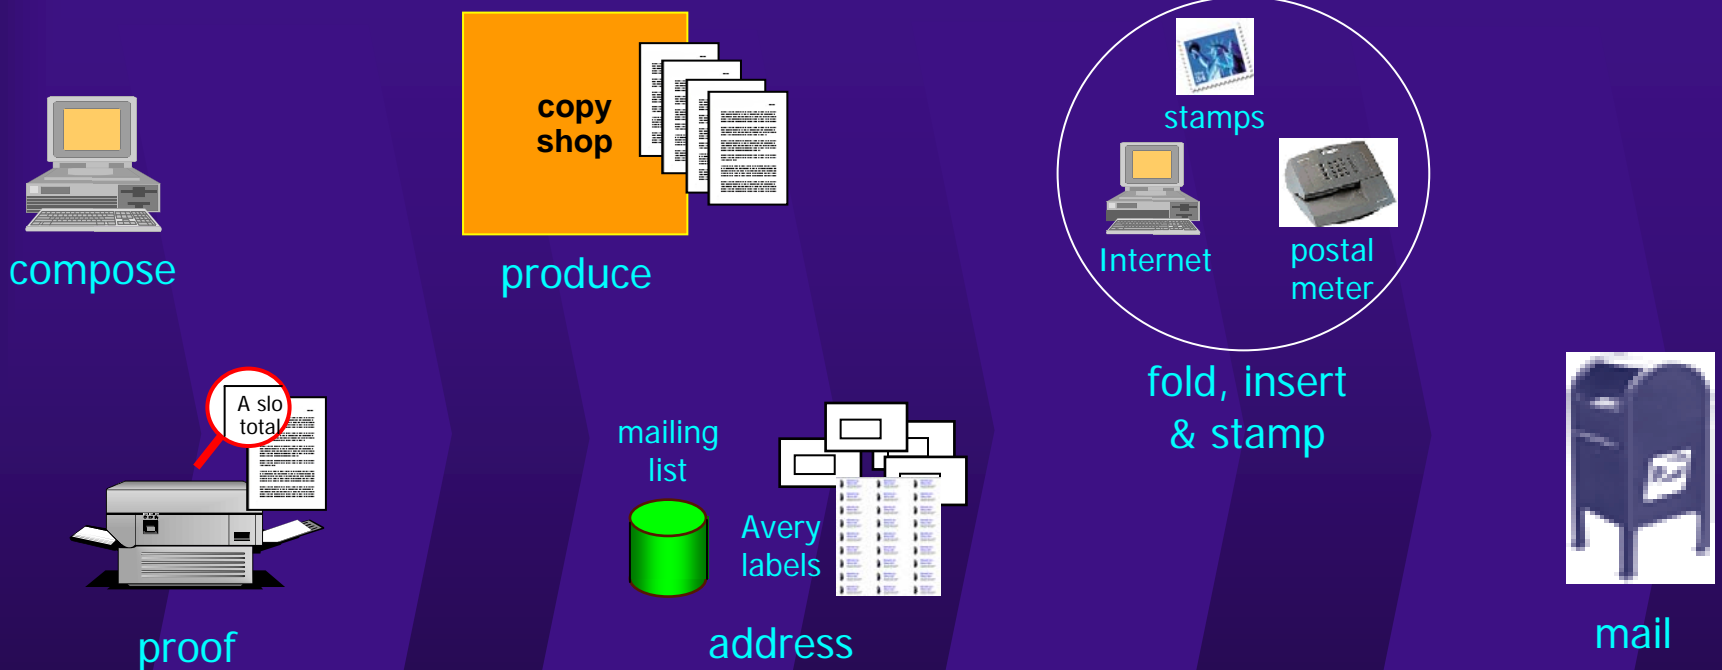 compose
A slo
total
proof
copy
shop
produce
mailing
list
Avery
labels
address
stamps
Internet
postal
meter
fold, insert
& stamp
mail